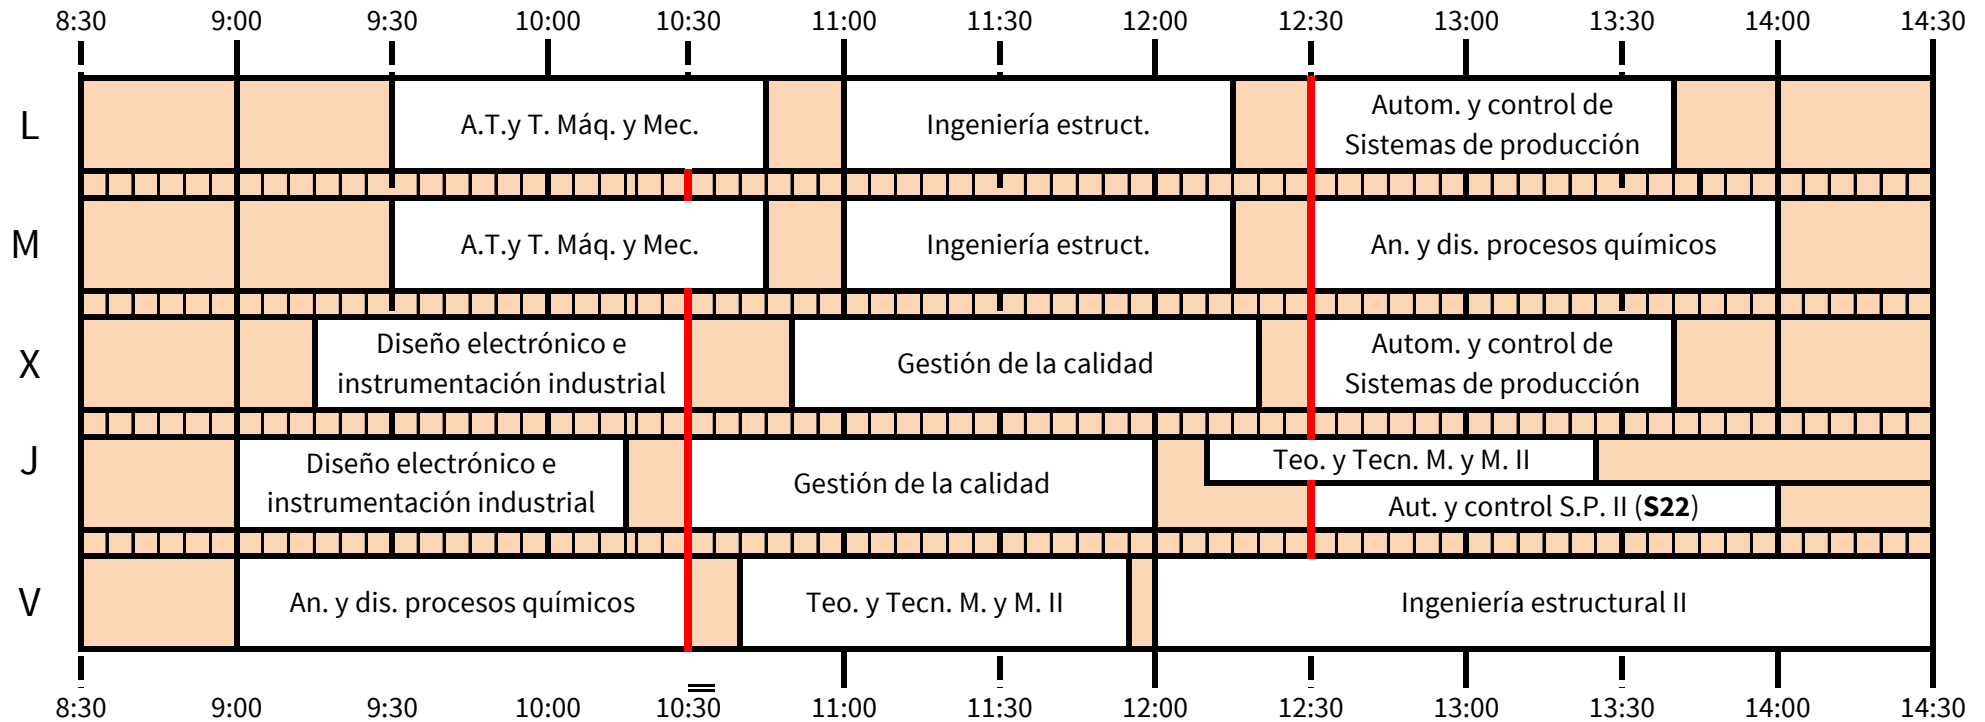 8:30 9:00 9:30 10:00 10:30 11:00 11:30 12:00 12:30 13:00 13:30 14:00 14:30
L
A.T.y T. Máq. y Mec.
Ingeniería estruct.
Autom. y control de
Sistemas de producción
M
A.T.y T. Máq. y Mec.
Ingeniería estruct.
An. y dis. procesos químicos
X
Diseño electrónico e
instrumentación industrial
Gestión de la calidad
Autom. y control de
Sistemas de producción
J
Diseño electrónico e
instrumentación industrial
Gestión de la calidad
Teo. y Tecn. M. y M. II
Aut. y control S.P. II (S22)
V
An. y dis. procesos químicos
Teo. y Tecn. M. y M. II
Ingeniería estructural II
8:30 9:00 9:30 10:00 10:30 11:00 11:30 12:00 12:30 13:00 13:30 14:00 14:30